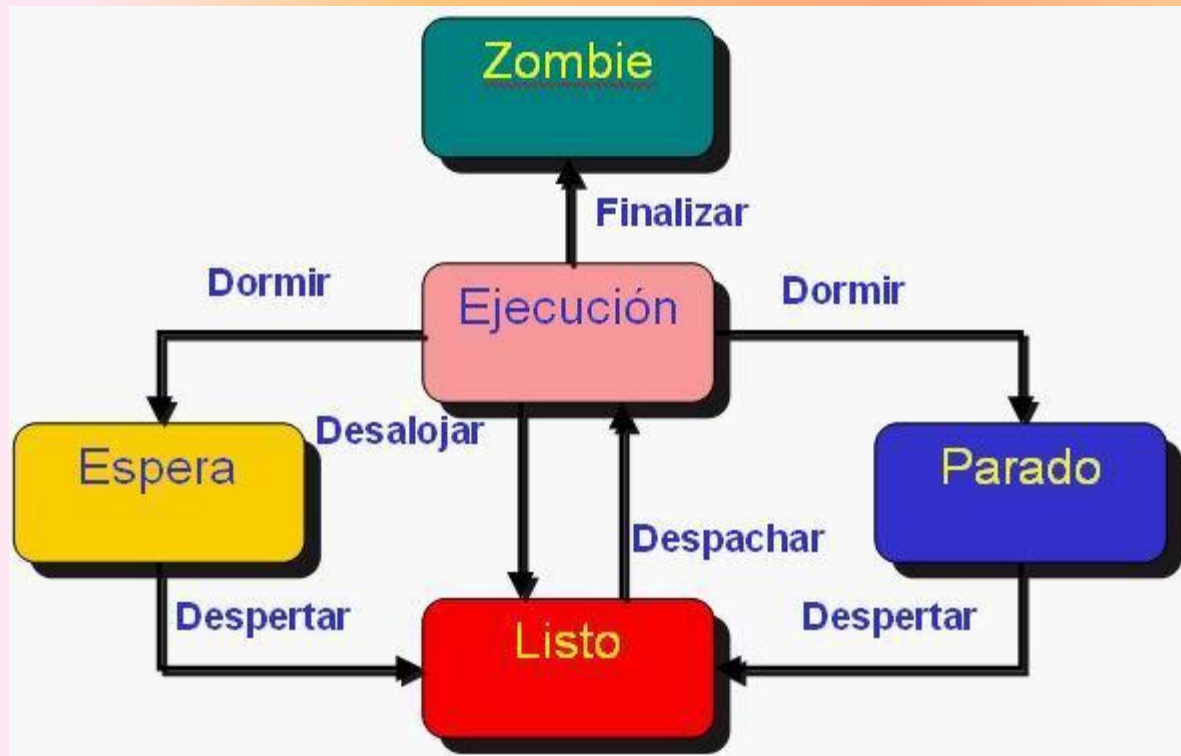 Zombie
Finalizar
Dormir
Ejecución
Dormir
Desalojar
Espera
Parado
Despachar
Despertar
Listo
Despertar